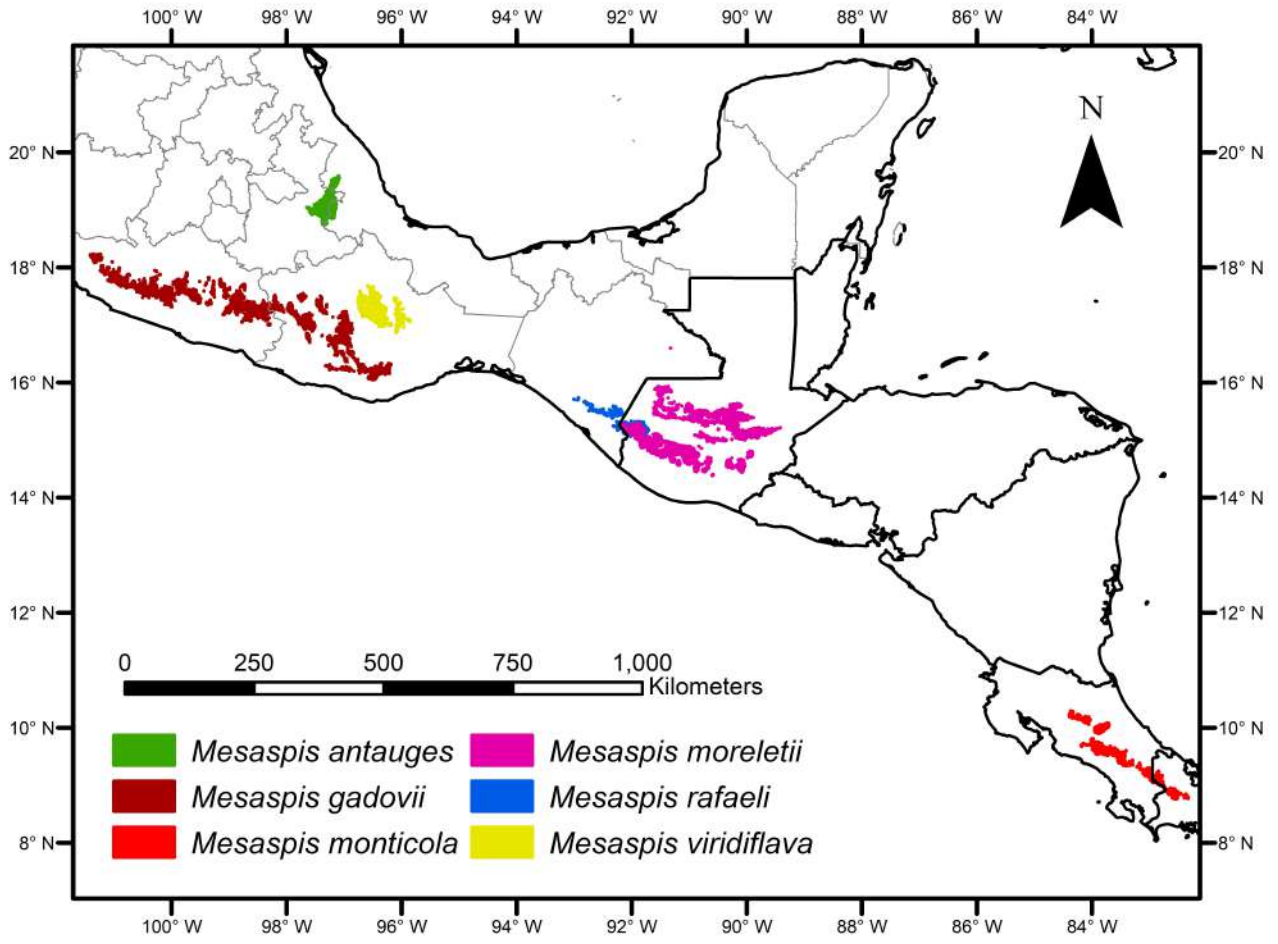 100° W 98° W 96° W 94° W 92° W 90° W 88° W 86° W 84° W
N
20° N 20° N
18° N 18° N
16° N 16° N
14° N 14° N
12° N 12° N
0 250 500 750 1,000
Kilometers
10° N 10° N
Mesaspis antauges Mesaspis moreletii
Mesaspis gadovii Mesaspis rafaeli
Mesaspis monticola Mesaspis viridiflava
8° N 8° N
100° W 98° W 96° W 94° W 92° W 90° W 88° W 86° W 84° W